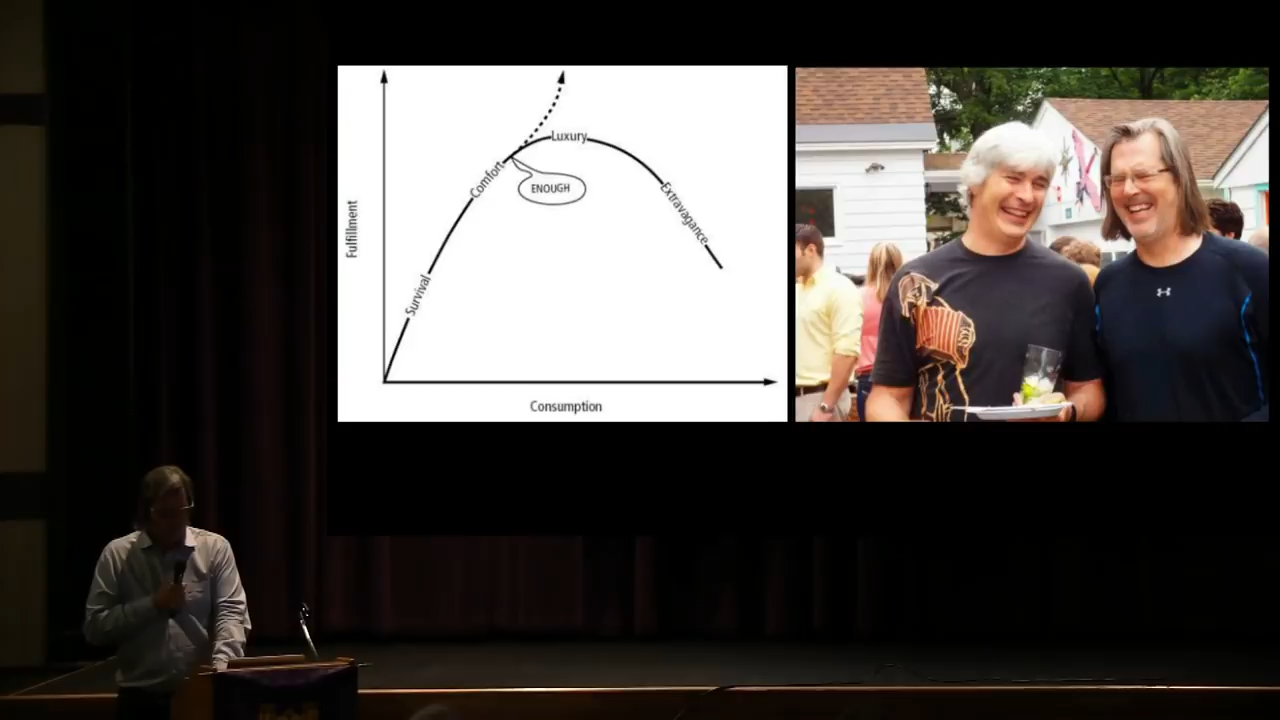 Luxury
Comfort
ENOUGH
Extravagance
Survival
Fulfillment
Consumption